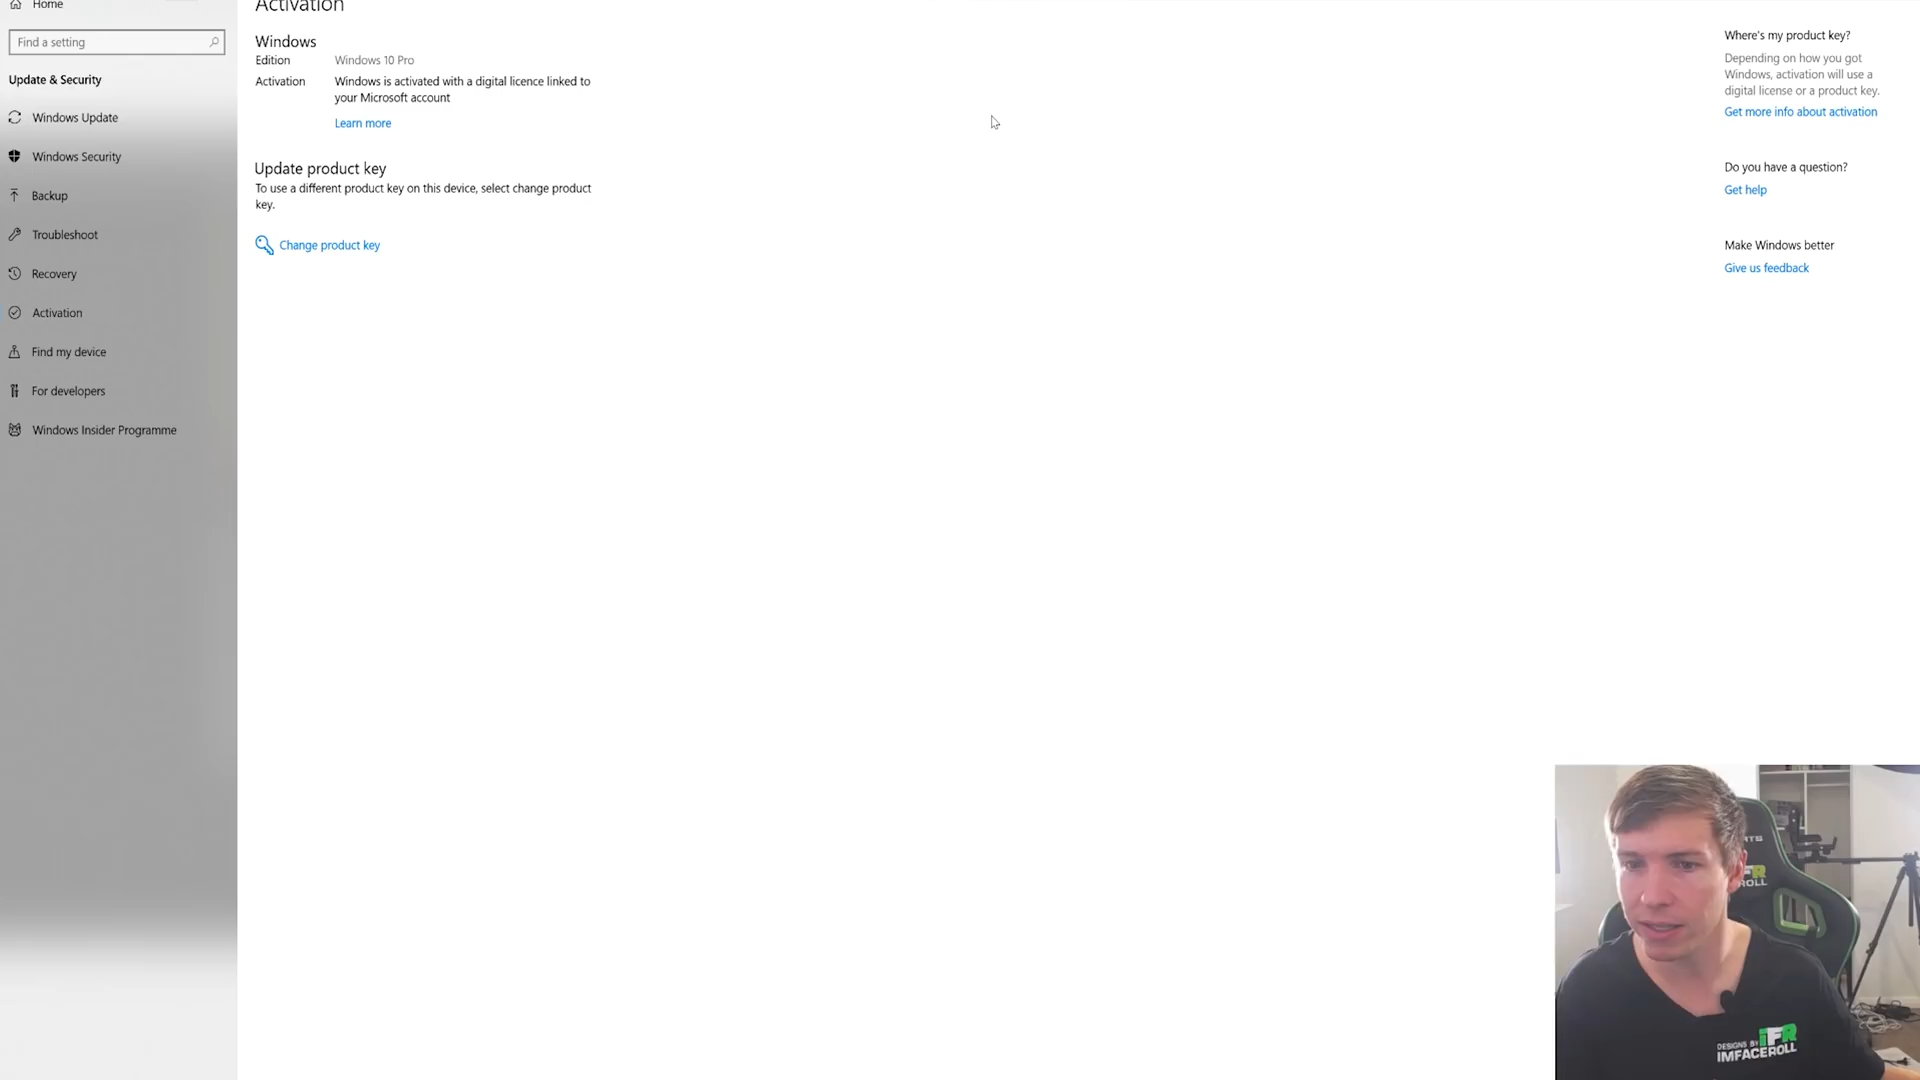 Home
Activation
Find a setting
Update & Security
Windows Update
Windows Security
Backup
Troubleshoot
Recovery
Activation
Find my device
For developers
Windows Insider Programme
Windows
Edition Windows 10 Pro
Activation Windows is activated with a digital licence linked to
your Microsoft account
Learn more
Update product key
To use a different product key on this device, select change product
key.
Change product key
Where's my product key?
Depending on how you got
Windows, activation will use a
digital license or a product key.
Get more info about activation
Do you have a question?
Get help
Make Windows better
Give us feedback
DESIGNS BY iFR
IMFACEROLL